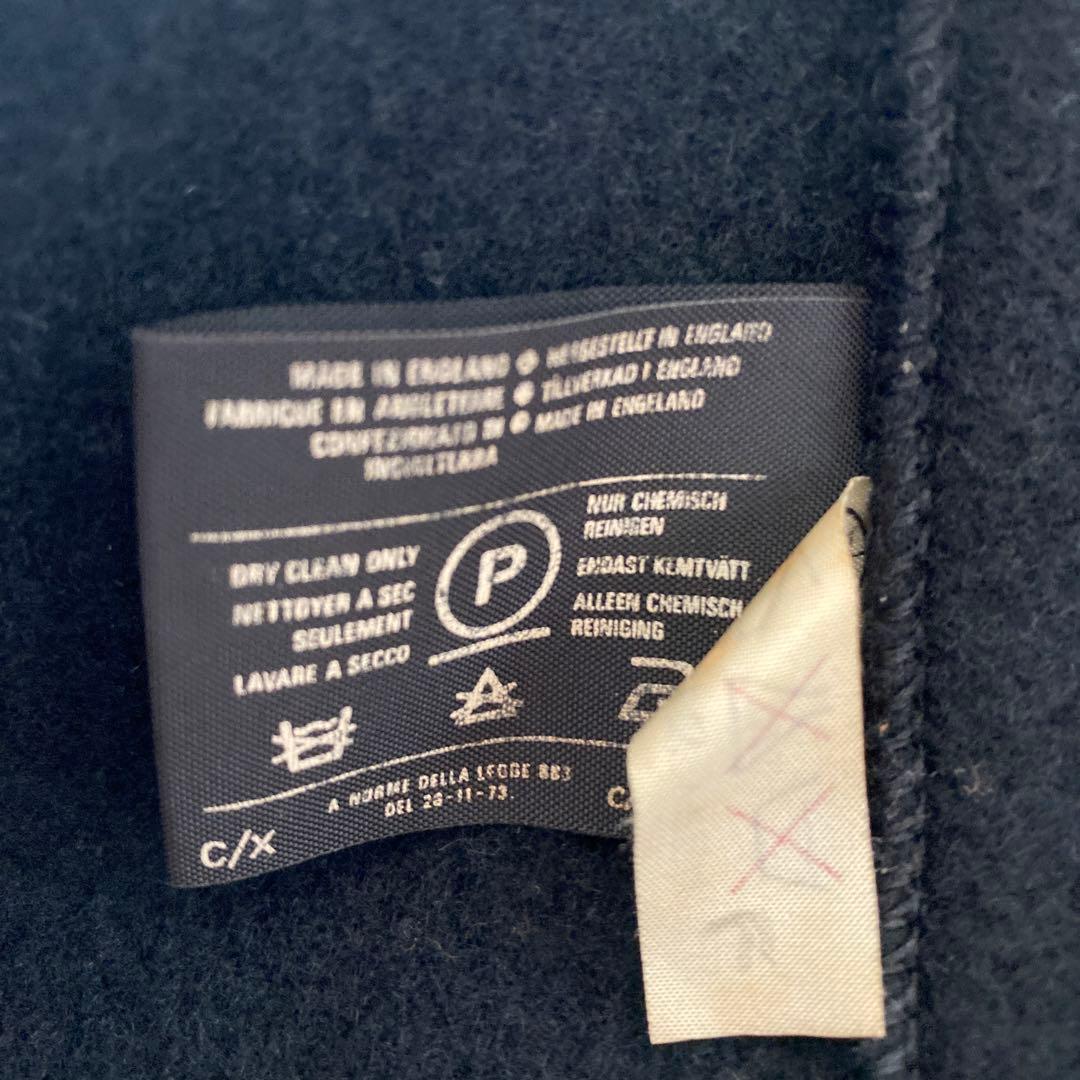 MADE IN ENGLAND • HERGESTELLT IN ENGLAND
FABRIQUE EN ANGLETERRE • TILLVERKAD I ENGLAND
CONFEZIONATO IN • MADE IN ENGELAND
INGHILTERRA
NUR CHEMISCH
REINIGEN
DRY CLEAN ONLY
NETTOYER A SEC
SEULEMENT
LAVARE A SECCO
P
ENDAST KEMTVÄTT
ALLEEN CHEMISCH
REINIGING
A NORME DELLA LEGGE 883
DEL 26-11-73.
C/X